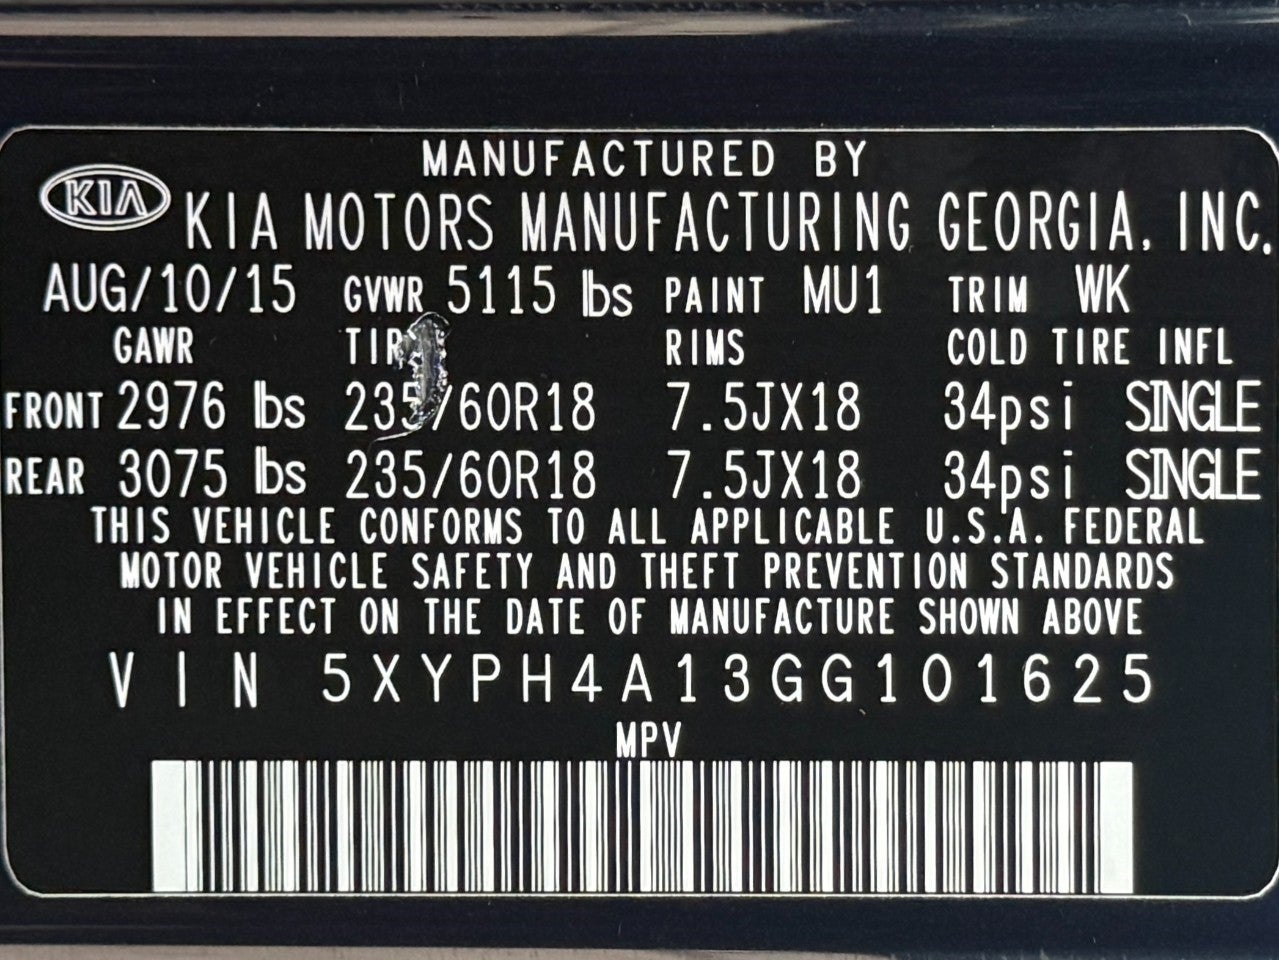 MANUFACTURED BY
KIA KIA MOTORS MANUFACTURING GEORGIA, INC.
AUG/10/15 GVWR 5115 lbs PAINT MU1 TRIM WK
GAWR RIMS COLD TIRE INFL
FRONT 2976 lbs 235/60R18 7.5JX18 34psi SINGLE
REAR 3075 lbs 235/60R18 7.5JX18 34psi SINGLE
THIS VEHICLE CONFORMS TO ALL APPLICABLE U.S.A. FEDERAL
MOTOR VEHICLE SAFETY AND THEFT PREVENTION STANDARDS
IN EFFECT ON THE DATE OF MANUFACTURE SHOWN ABOVE
VIN 5XYPH4A13GG101625
MPV